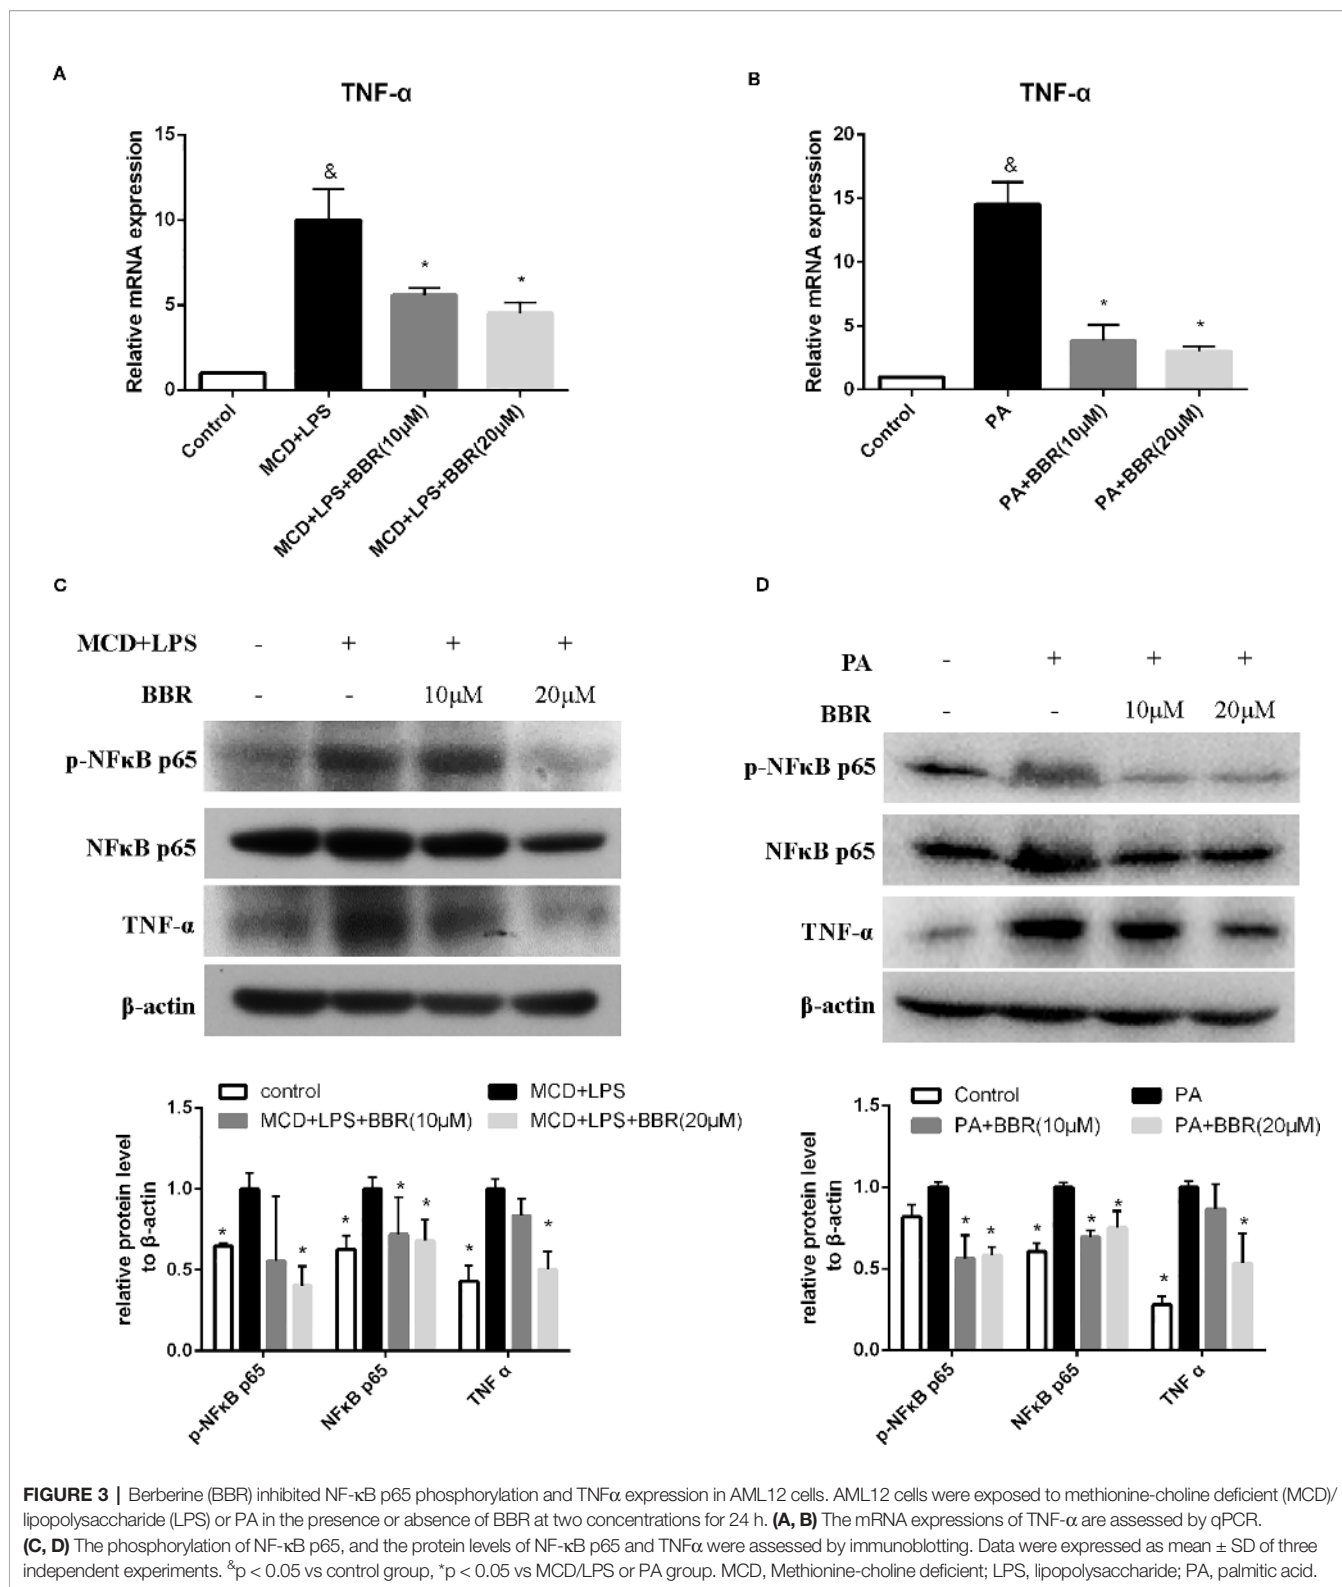 A
TNF-α
Relative mRNA expression
15
10
5
0
&
*
*
Control
MCD+LPS
MCD+LPS+BBR(10μM)
MCD+LPS+BBR(20μM)
B
TNF-α
Relative mRNA expression
20
15
10
5
0
&
*
*
Control
PA
PA+BBR(10μM)
PA+BBR(20μM)
C
MCD+LPS - + + +
BBR - - 10μM 20μM
p-NFκB p65
NFκB p65
TNF-α
β-actin
control
MCD+LPS
MCD+LPS+BBR(10μM)
MCD+LPS+BBR(20μM)
relative protein level
to β-actin
1.5
1.0
0.5
0.0
* *
* * *
* *
p-NFκB p65
NFκB p65
TNF α
D
PA - + + +
BBR - - 10μM 20μM
p-NFκB p65
NFκB p65
TNF-α
β-actin
Control
PA
PA+BBR(10μM)
PA+BBR(20μM)
relative protein level
to β-actin
1.5
1.0
0.5
0.0
* *
* * *
* *
p-NFκB p65
NFκB p65
TNF α
FIGURE 3 | Berberine (BBR) inhibited NF-κB p65 phosphorylation and TNFα expression in AML12 cells. AML12 cells were exposed to methionine-choline deficient (MCD)/
lipopolysaccharide (LPS) or PA in the presence or absence of BBR at two concentrations for 24 h. (A, B) The mRNA expressions of TNF-α are assessed by qPCR.
(C, D) The phosphorylation of NF-κB p65, and the protein levels of NF-κB p65 and TNFα were assessed by immunoblotting. Data were expressed as mean ± SD of three
independent experiments. &p < 0.05 vs control group, *p < 0.05 vs MCD/LPS or PA group. MCD, Methionine-choline deficient; LPS, lipopolysaccharide; PA, palmitic acid.